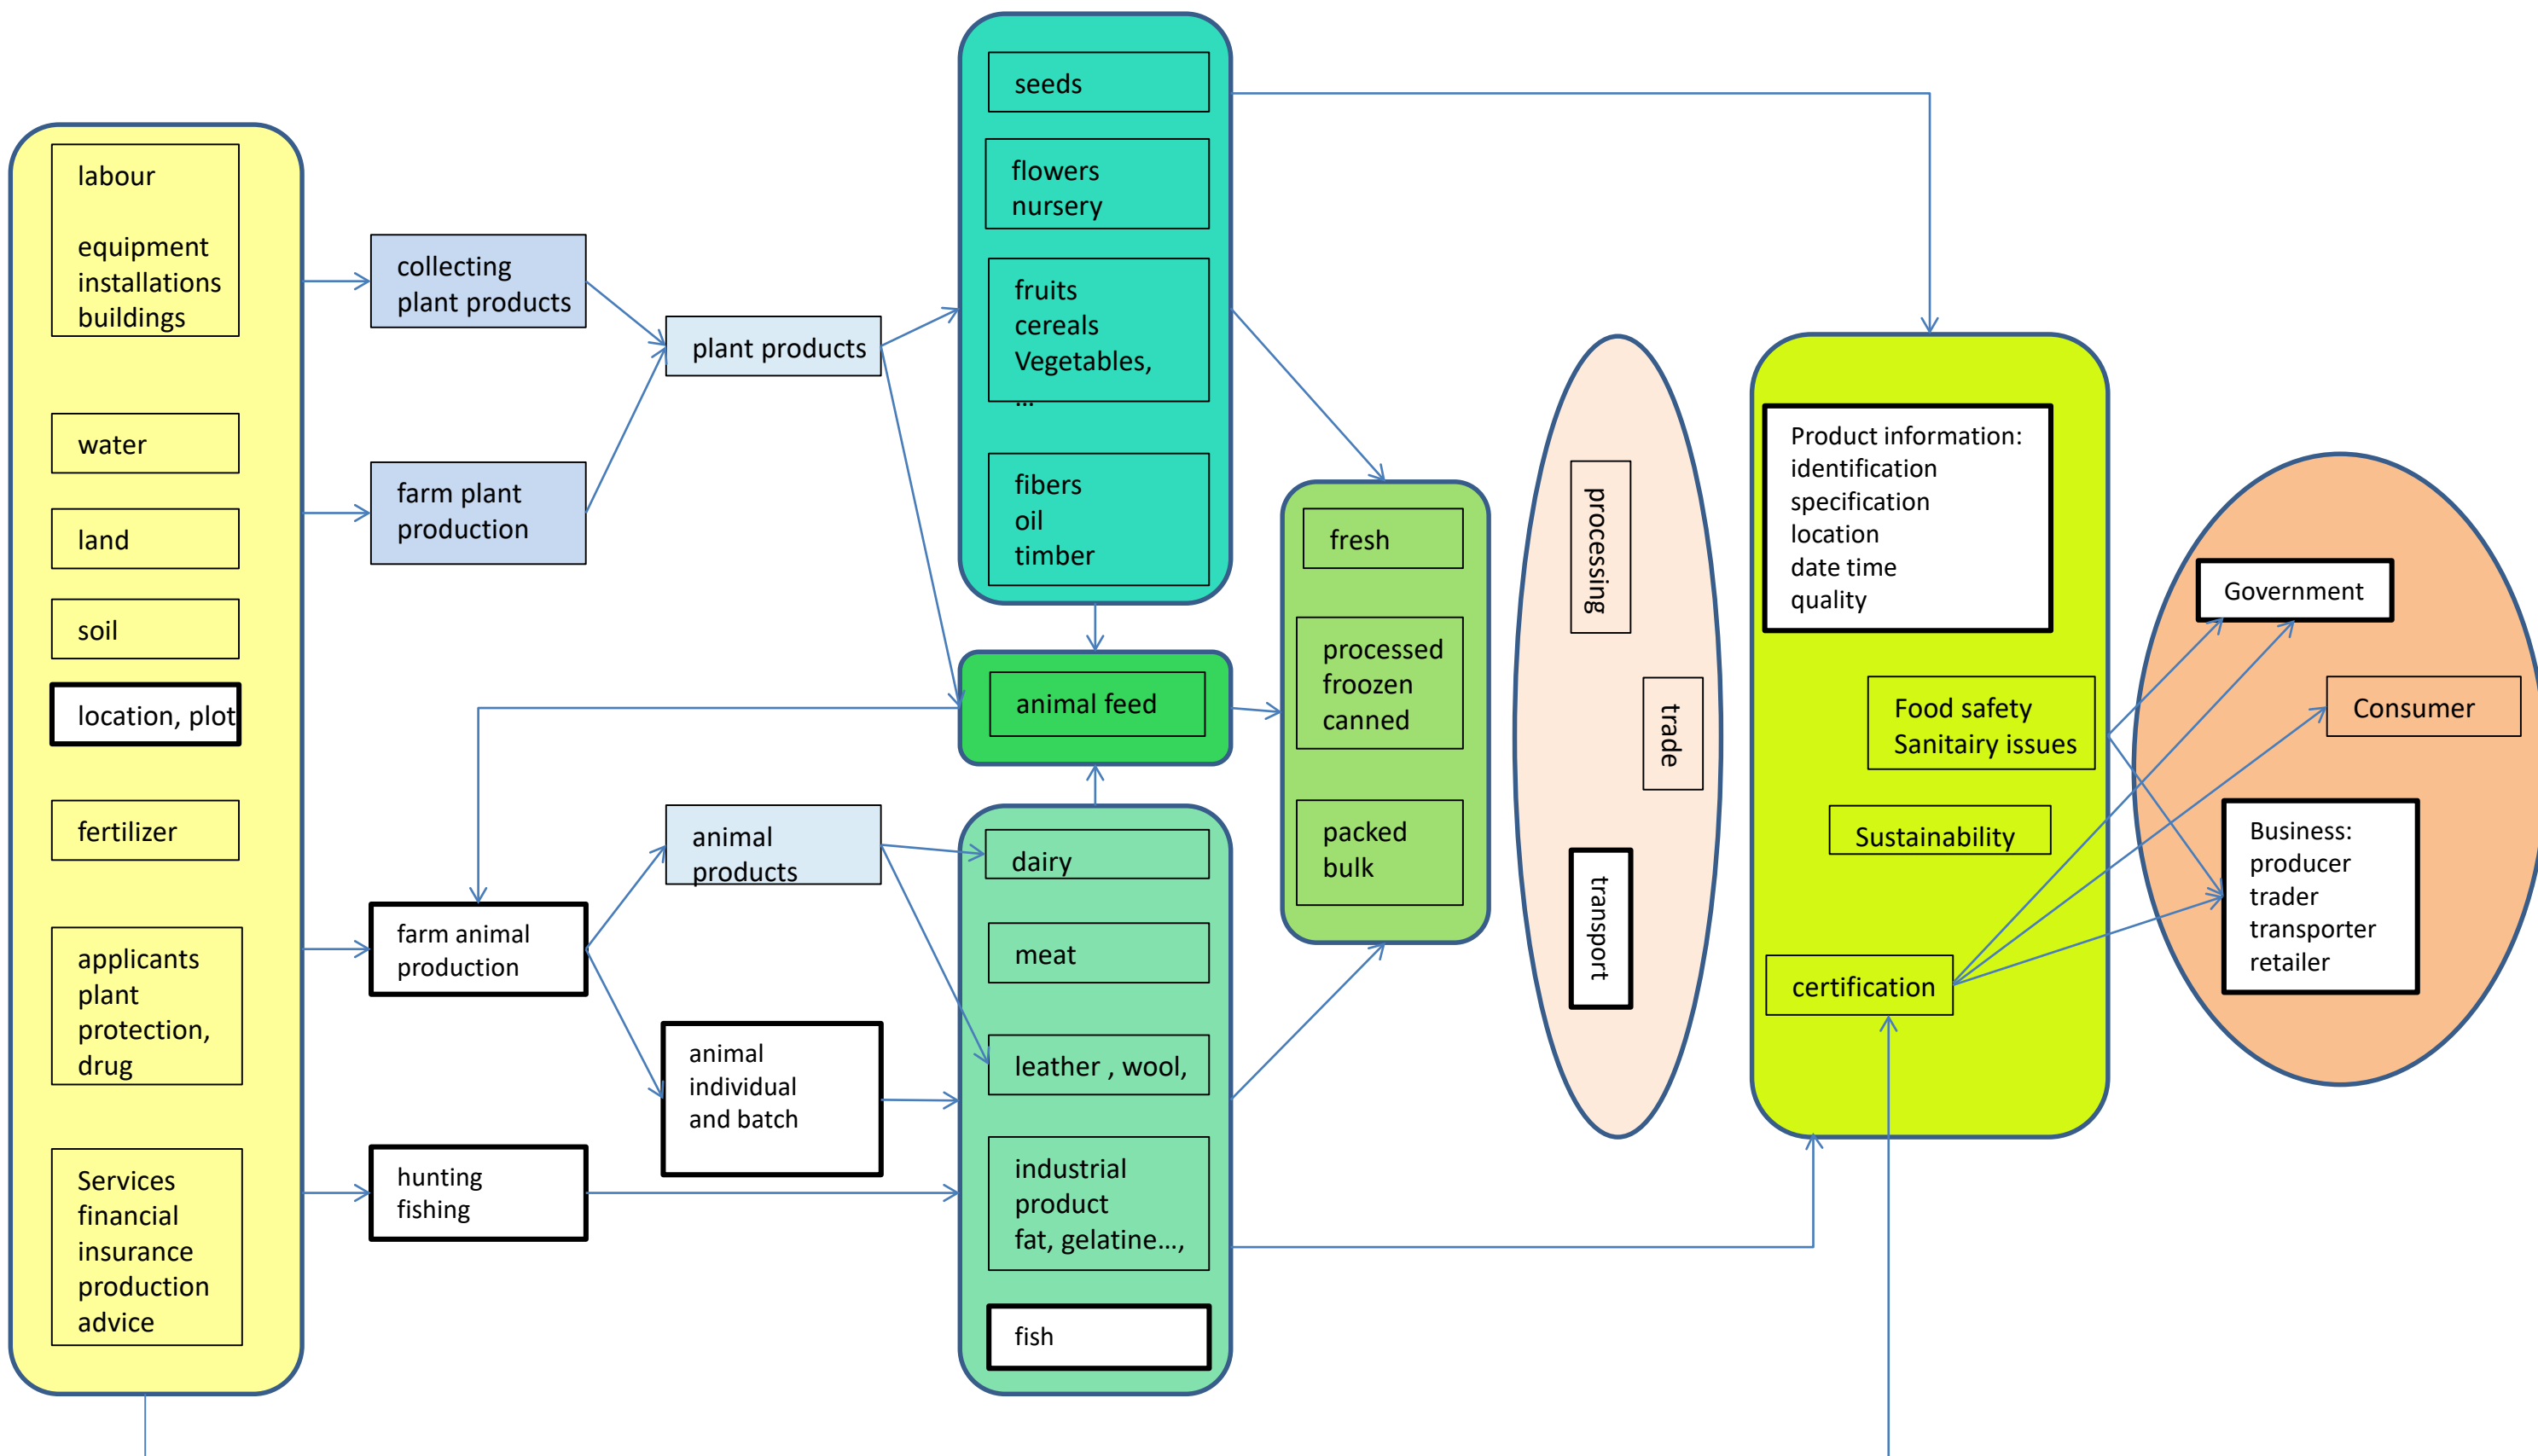 labour
equipment
installations
buildings
water
land
soil
location, plot
fertilizer
applicants
plant
protection,
drug
Services
financial
insurance
production
advice
collecting
plant products
farm plant
production
farm animal
production
hunting
fishing
plant products
animal
products
animal
individual
and batch
seeds
flowers
nursery
fruits
cereals
Vegetables,
...
fibers
oil
timber
animal feed
dairy
meat
leather , wool,
industrial
product
fat, gelatine...,
fish
fresh
processed
froozen
canned
packed
bulk
processing
trade
transport
Product information:
identification
specification
location
date time
quality
Food safety
Sanitairy issues
Sustainability
certification
Government
Consumer
Business:
producer
trader
transporter
retailer